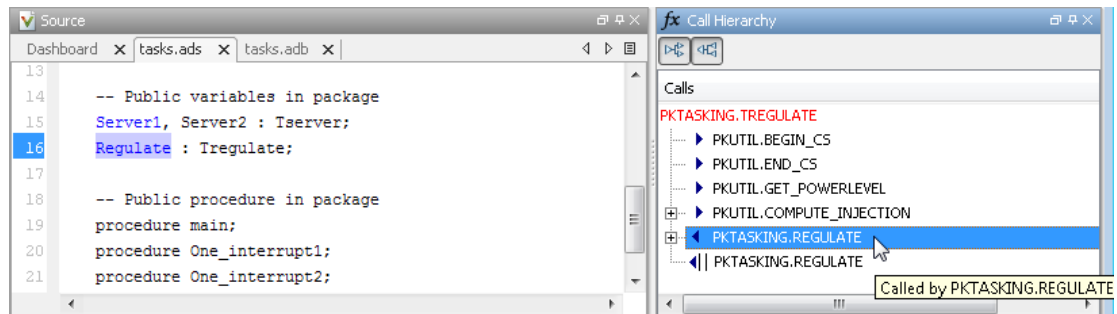 Source
Dashboard tasks.ads tasks.adb
13
14 -- Public variables in package
15 Server1, Server2 : Tserver;
16 Regulate : Tregulate;
17
18 -- Public procedure in package
19 procedure main;
20 procedure One_interrupt1;
21 procedure One_interrupt2;
fx Call Hierarchy
Calls
PKTASKING.TREGULATE
PKUTIL.BEGIN_CS
PKUTIL.END_CS
PKUTIL.GET_POWERLEVEL
PKUTIL.COMPUTE_INJECTION
PKTASKING.REGULATE
|| PKTASKING.REGULATE
Called by PKTASKING.REGULATE